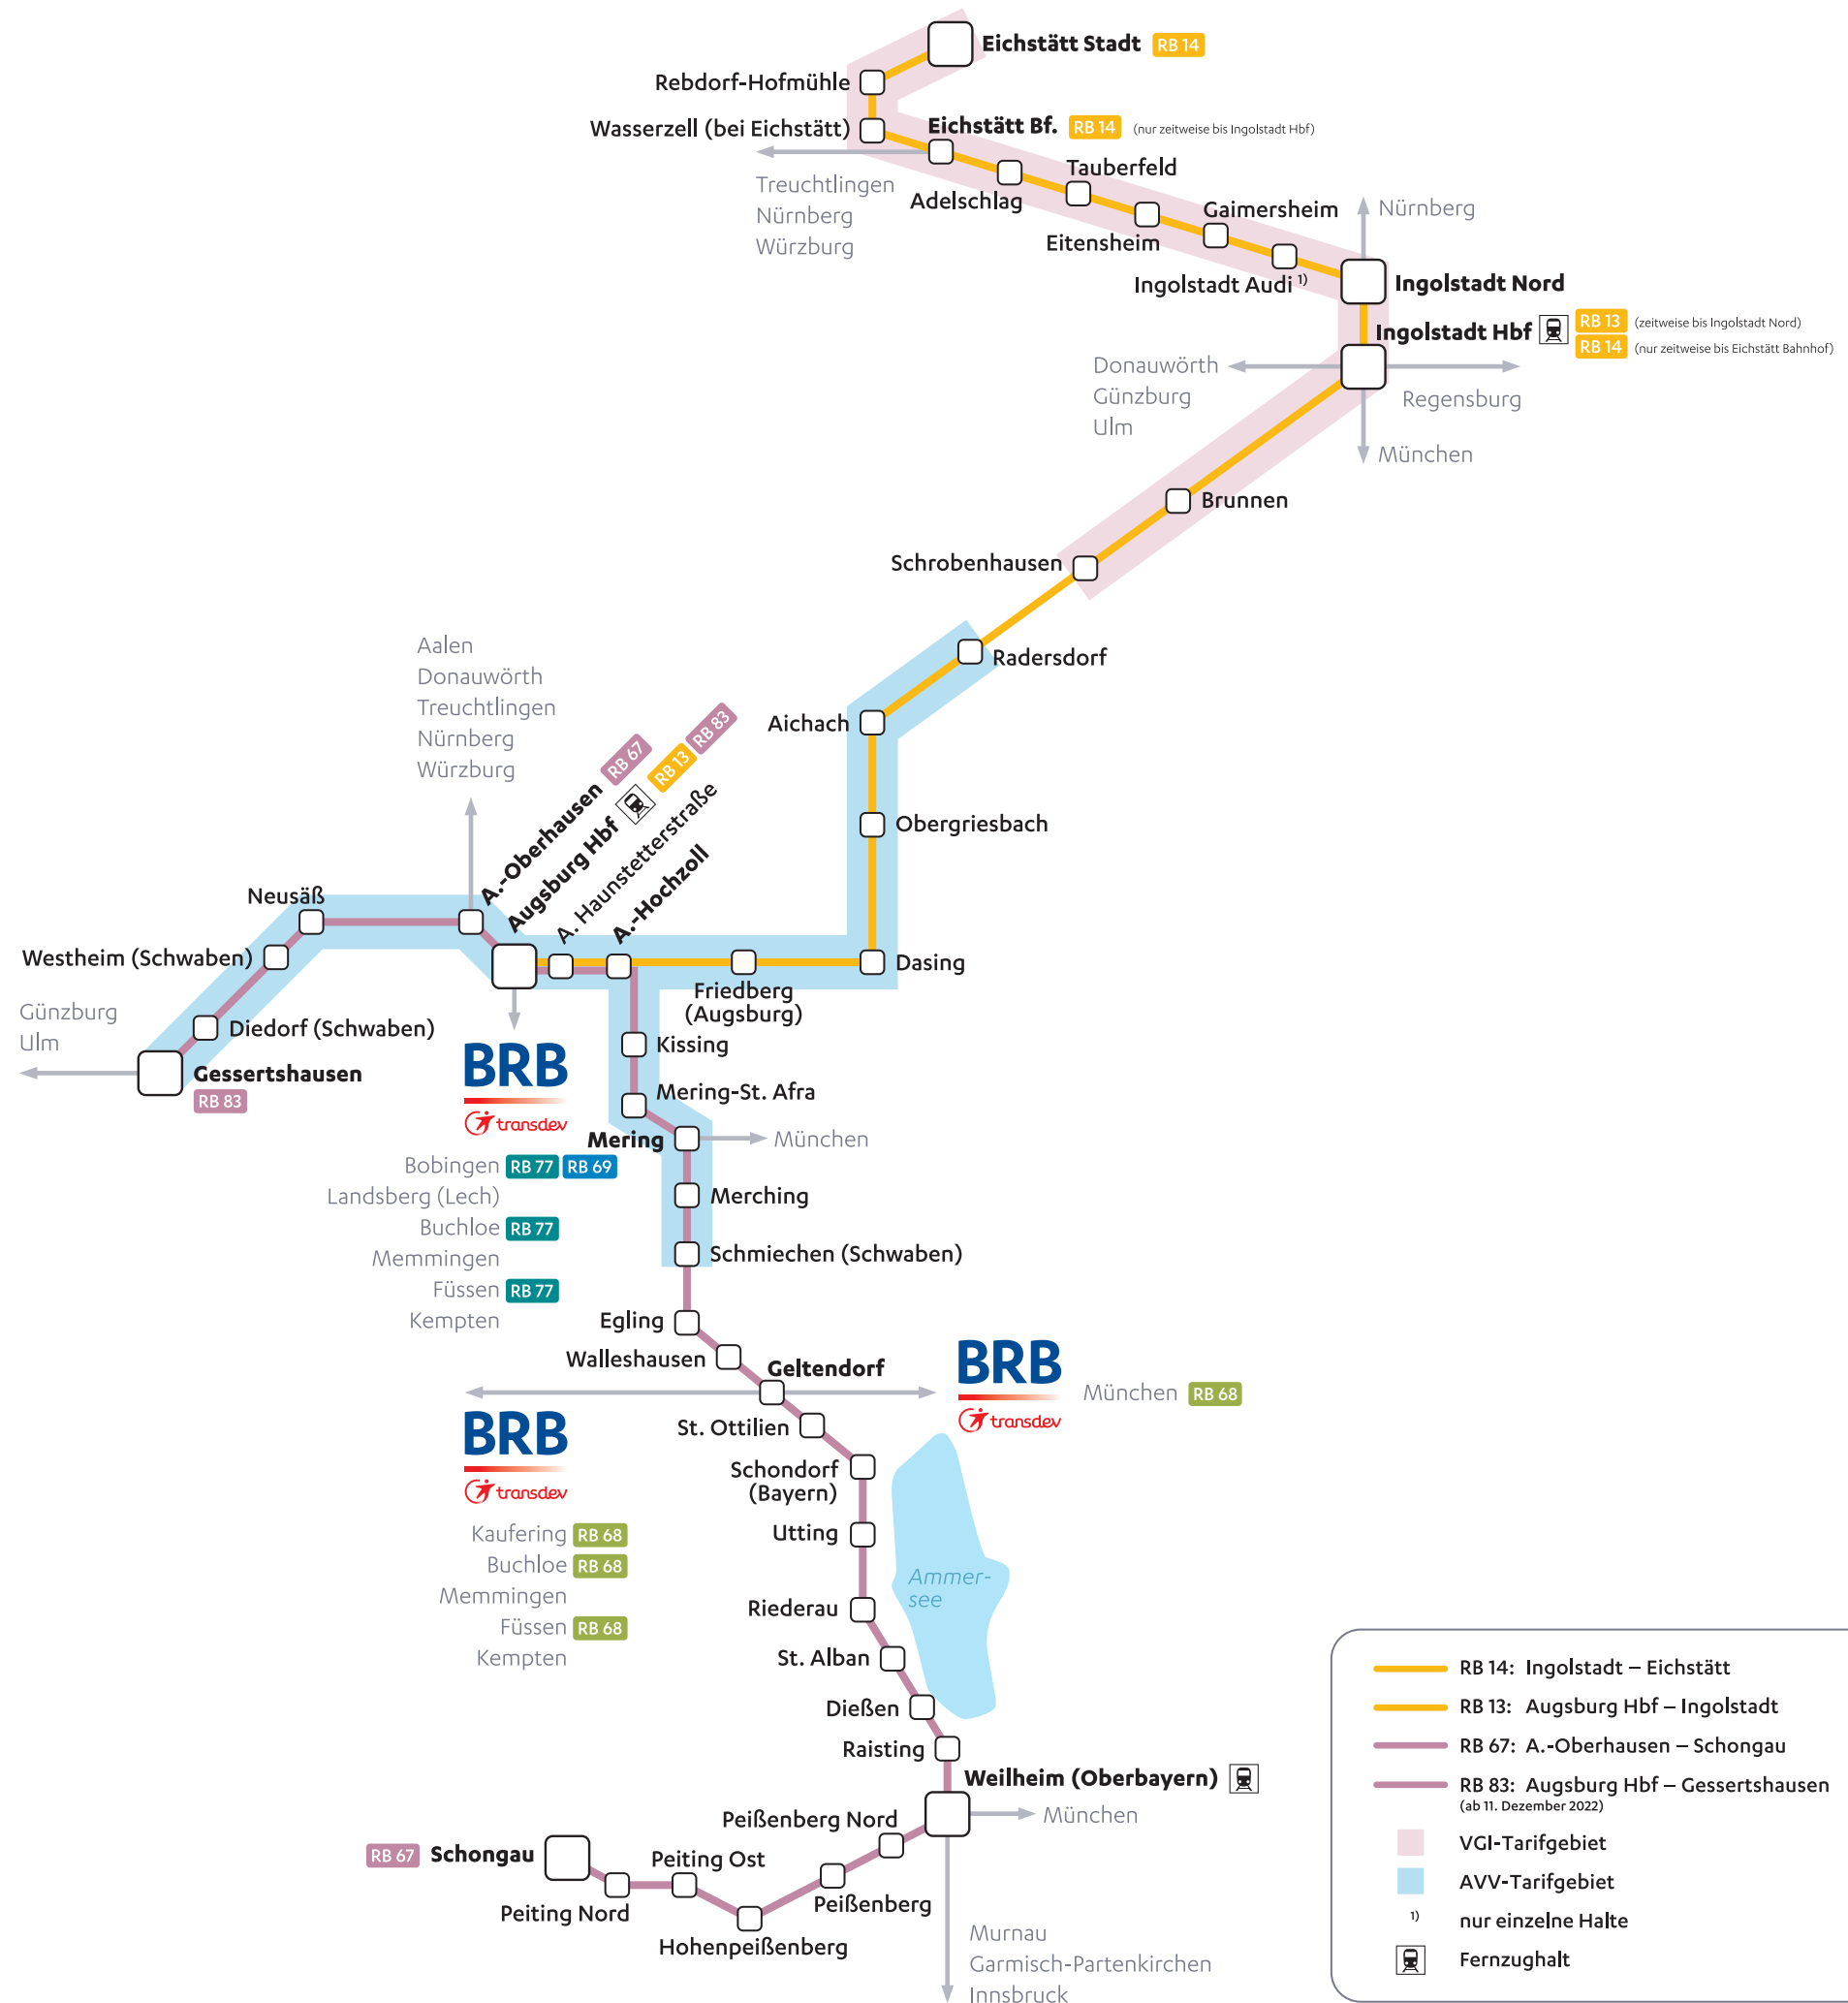 Eichstätt Stadt RB 14
Rebdorf-Hofmühle
Wasserzell (bei Eichstätt)
Eichstätt Bf. RB 14 (nur zeitweise bis Ingolstadt Hbf)
Treuchtlingen
Nürnberg
Würzburg
Adelschlag
Tauberfeld
Eitensheim
Gaimersheim
Ingolstadt Audi 1)
Nürnberg
Ingolstadt Nord
Ingolstadt Hbf RB 13 (zeitweise bis Ingolstadt Nord)
RB 14 (nur zeitweise bis Eichstätt Bahnhof)
Donauwörth
Günzburg
Ulm
Regensburg
München
Brunnen
Schrobenhausen
Radersdorf
Aichach
Obergriesbach
Dasing
Friedberg
(Augsburg)
Aalen
Donauwörth
Treuchtlingen
Nürnberg
Würzburg
A.-Oberhausen RB 67
Augsburg Hbf RB 13 RB 83
A. Haunstetterstraße
A.-Hochzoll
Neusäß
Westheim (Schwaben)
Diedorf (Schwaben)
Günzburg
Ulm
Gessertshausen
RB 83
BRB
transdev
Bobingen RB 77 RB 69
Landsberg (Lech)
Buchloe RB 77
Memmingen
Füssen RB 77
Kempten
Kissing
Mering-St. Afra
Mering
München
Merching
Schmiechen (Schwaben)
Egling
Walleshausen
Geltendorf
BRB
transdev
München RB 68
BRB
transdev
Kaufering RB 68
Buchloe RB 68
Memmingen
Füssen RB 68
Kempten
St. Ottilien
Schondorf
(Bayern)
Utting
Ammer-
see
Riederau
St. Alban
Dießen
Raisting
Weilheim (Oberbayern)
München
Peißenberg Nord
Peißenberg
Hohenpeißenberg
Peiting Ost
Peiting Nord
RB 67 Schongau
Murnau
Garmisch-Partenkirchen
Innsbruck
RB 14: Ingolstadt – Eichstätt
RB 13: Augsburg Hbf – Ingolstadt
RB 67: A.-Oberhausen – Schongau
RB 83: Augsburg Hbf – Gessertshausen
(ab 11. Dezember 2022)
VGI-Tarifgebiet
AVV-Tarifgebiet
1) nur einzelne Halte
Fernzughalt